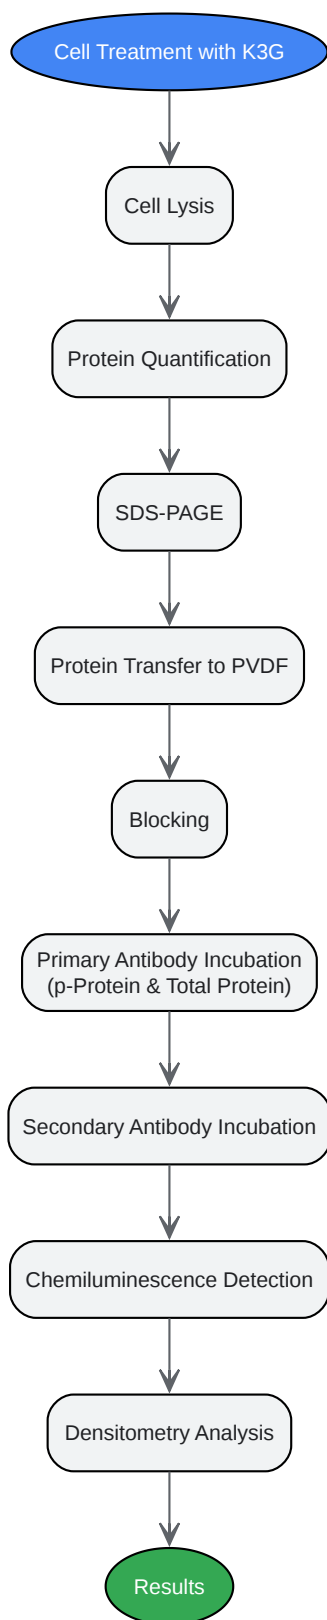 Cell Treatment with K3G
Cell Lysis
Protein Quantification
SDS-PAGE
Protein Transfer to PVDF
Blocking
Primary Antibody Incubation
(p-Protein & Total Protein)
Secondary Antibody Incubation
Chemiluminescence Detection
Densitometry Analysis
Results